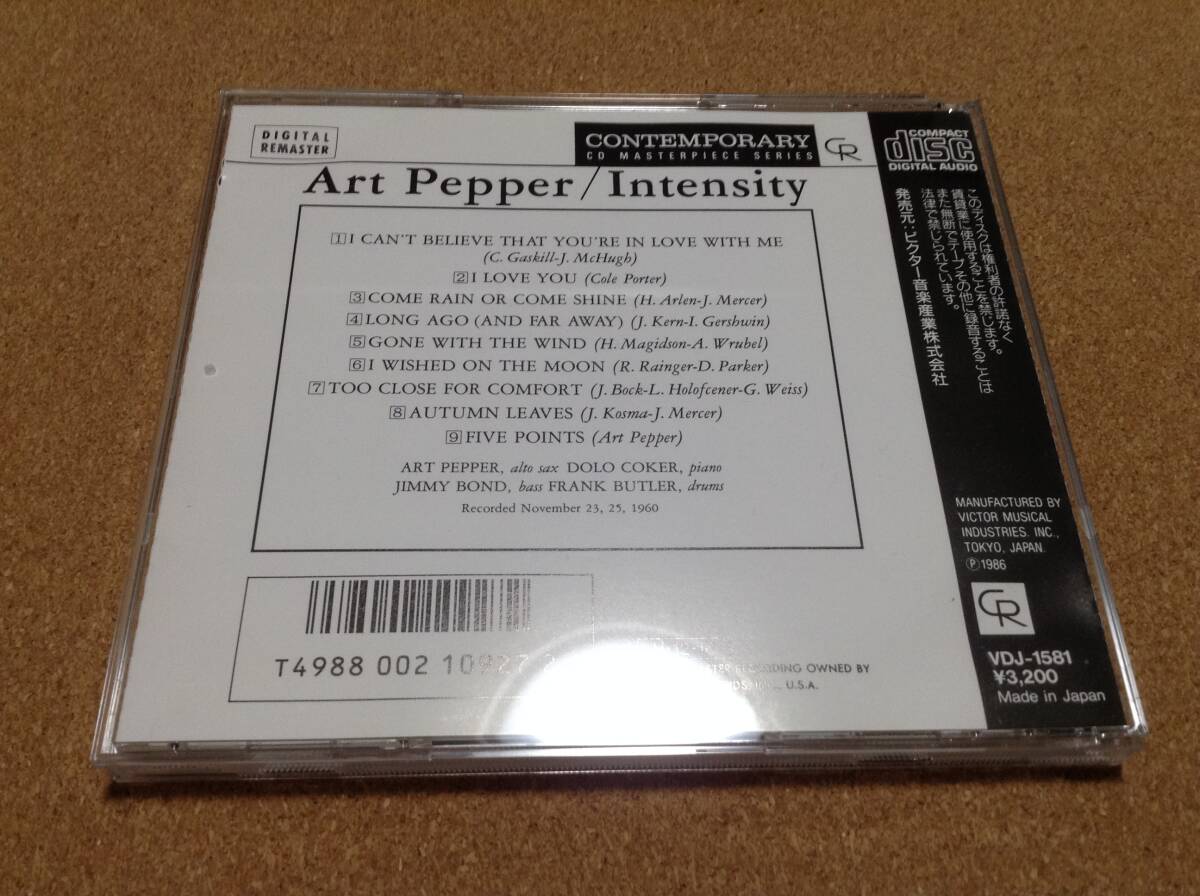 DIGITAL
REMASTER
CONTEMPORARY
CD MASTERPIECE SERIES
CR
Art Pepper/Intensity
1 I CAN'T BELIEVE THAT YOU'RE IN LOVE WITH ME
(C. Gaskill-J. McHugh)
2 I LOVE YOU (Cole Porter)
3 COME RAIN OR COME SHINE (H. Arlen-J. Mercer)
4 LONG AGO (AND FAR AWAY) (J. Kern-I. Gershwin)
5 GONE WITH THE WIND (H. Magidson-A. Wrubel)
6 I WISHED ON THE MOON (R. Rainger-D. Parker)
7 TOO CLOSE FOR COMFORT (J. Bock-L. Holofcener-G. Weiss)
8 AUTUMN LEAVES (J. Kosma-J. Mercer)
9 FIVE POINTS (Art Pepper)
ART PEPPER, alto sax DOLO COKER, piano
JIMMY BOND, bass FRANK BUTLER, drums
Recorded November 23, 25, 1960
T4988 002 10927
RECORDING OWNED BY
U.S.A.
COMPACT
disc
DIGITAL AUDIO
このディスクは権利者の許諾なく
賃貸業に使用することを禁じます。
また無断でテープその他に録音することは
法律で禁じられています。
発売元:ビクター音楽産業株式会社
MANUFACTURED BY
VICTOR MUSICAL
INDUSTRIES. INC.,
TOKYO, JAPAN.
Ⓟ1986
CR
VDJ-1581
¥3,200
Made in Japan